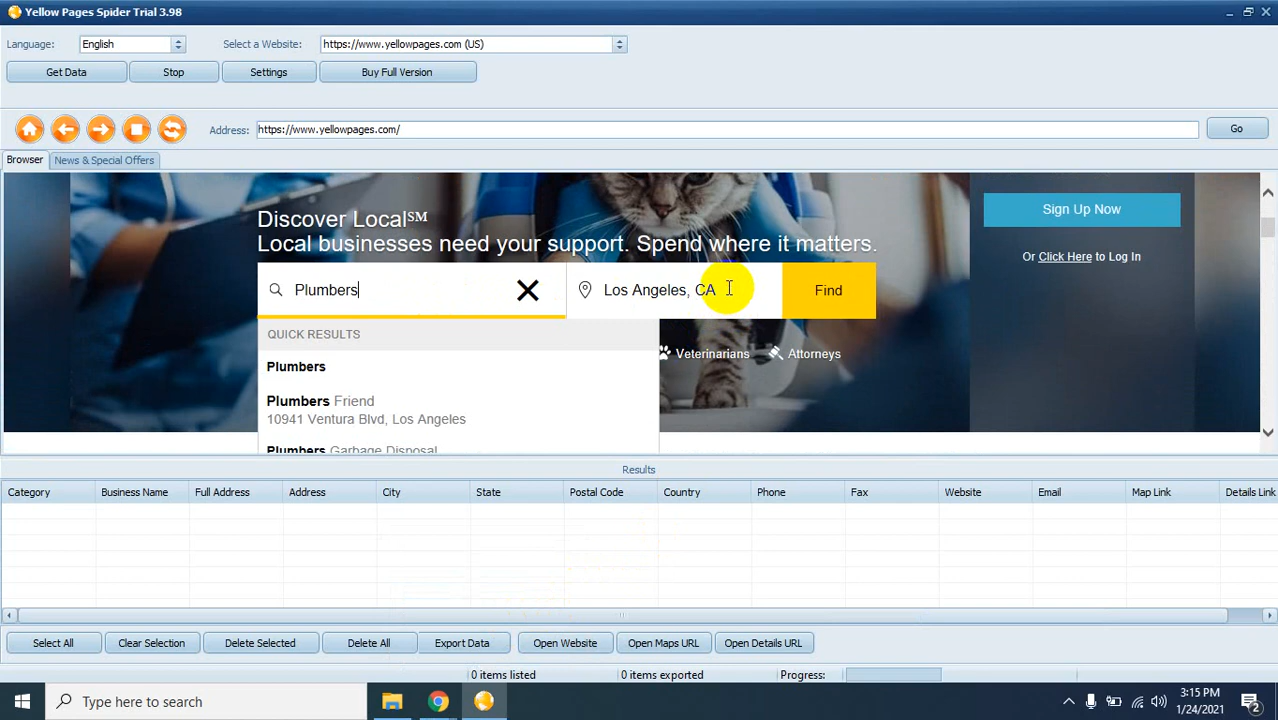 Yellow Pages Spider Trial 3.98
Language: English Select a Website: https://www.yellowpages.com (US)
Get Data Stop Settings Buy Full Version
Address: https://www.yellowpages.com/ Go
Browser News & Special Offers
Discover Local℠
Local businesses need your support. Spend where it matters.
Sign Up Now
Or Click Here to Log In
Plumbers Los Angeles, CA Find
QUICK RESULTS
Veterinarians Attorneys
Plumbers
Plumbers Friend
10941 Ventura Blvd, Los Angeles
Plumbers Garbage Disposal
Results
Category Business Name Full Address Address City State Postal Code Country Phone Fax Website Email Map Link Details Link
Select All Clear Selection Delete Selected Delete All Export Data Open Website Open Maps URL Open Details URL
0 items listed 0 items exported Progress:
Type here to search
3:15 PM
1/24/2021
2